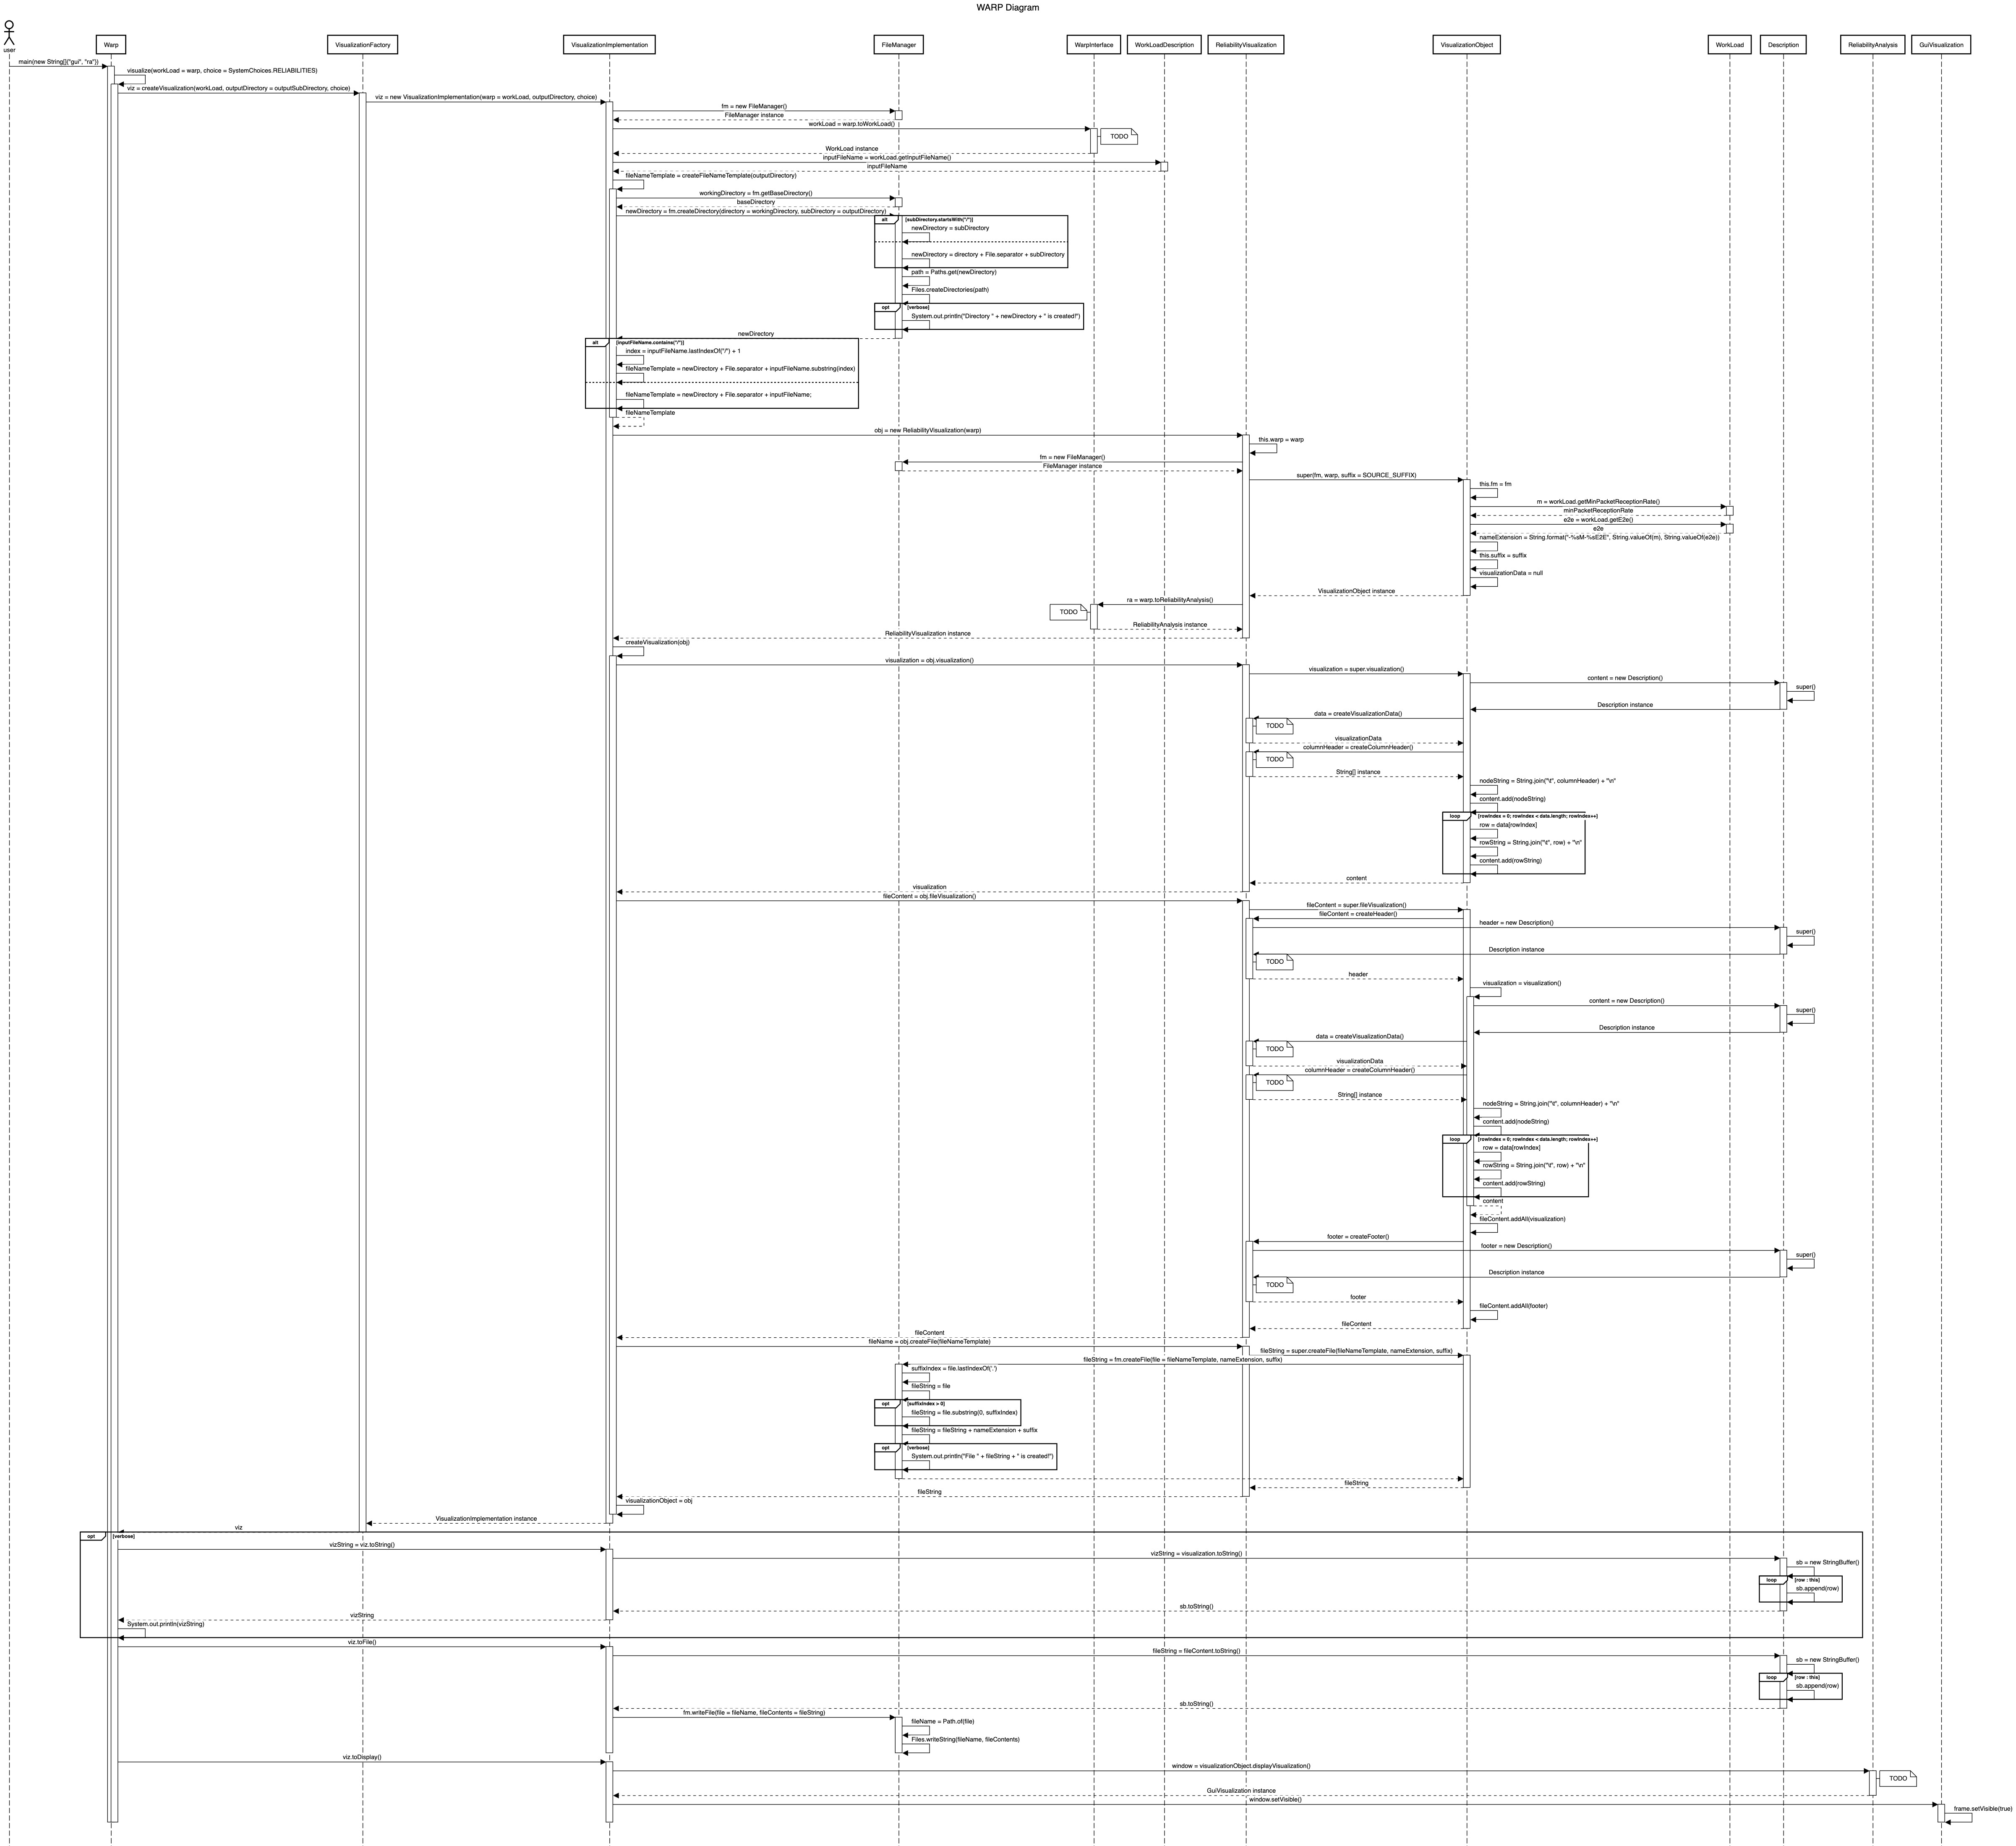 WARP Diagram
user
Warp
VisualizationFactory
VisualizationImplementation
FileManager
WarpInterface
WorkLoadDescription
ReliabilityVisualization
VisualizationObject
WorkLoad
Description
ReliabilityAnalysis
GuiVisualization
main(new String[]{"gui", "ra"})
visualize(workLoad = warp, choice = SystemChoices.RELIABILITIES)
viz = createVisualization(workLoad, outputDirectory = outputSubDirectory, choice)
viz = new VisualizationImplementation(warp = workLoad, outputDirectory, choice)
fm = new FileManager()
FileManager instance
workLoad = warp.toWorkLoad()
TODO
WorkLoad instance
inputFileName = workLoad.getInputFileName()
inputFileName
fileNameTemplate = createFileNameTemplate(outputDirectory)
workingDirectory = fm.getBaseDirectory()
baseDirectory
newDirectory = fm.createDirectory(directory = workingDirectory, subDirectory = outputDirectory)
alt
[subDirectory.startsWith("/")]
newDirectory = subDirectory
newDirectory = directory + File.separator + subDirectory
path = Paths.get(newDirectory)
Files.createDirectories(path)
opt
[verbose]
System.out.println("Directory " + newDirectory + " is created!")
newDirectory
alt
[inputFileName.contains("/")]
index = inputFileName.lastIndexOf("/") + 1
fileNameTemplate = newDirectory + File.separator + inputFileName.substring(index)
fileNameTemplate = newDirectory + File.separator + inputFileName;
fileNameTemplate
obj = new ReliabilityVisualization(warp)
this.warp = warp
fm = new FileManager()
FileManager instance
super(fm, warp, suffix = SOURCE_SUFFIX)
this.fm = fm
m = workLoad.getMinPacketReceptionRate()
minPacketReceptionRate
e2e = workLoad.getE2e()
e2e
nameExtension = String.format("-%sM-%sE2E", String.valueOf(m), String.valueOf(e2e))
this.suffix = suffix
visualizationData = null
VisualizationObject instance
ra = warp.toReliabilityAnalysis()
TODO
ReliabilityAnalysis instance
ReliabilityVisualization instance
createVisualization(obj)
visualization = obj.visualization()
visualization = super.visualization()
content = new Description()
super()
Description instance
data = createVisualizationData()
TODO
visualizationData
columnHeader = createColumnHeader()
TODO
String[] instance
nodeString = String.join("\t", columnHeader) + "\n"
content.add(nodeString)
loop
[rowIndex = 0; rowIndex < data.length; rowIndex++]
row = data[rowIndex]
rowString = String.join("\t", row) + "\n"
content.add(rowString)
content
visualization
fileContent = obj.fileVisualization()
fileContent = super.fileVisualization()
fileContent = createHeader()
header = new Description()
super()
Description instance
TODO
header
visualization = visualization()
content = new Description()
super()
Description instance
data = createVisualizationData()
TODO
visualizationData
columnHeader = createColumnHeader()
TODO
String[] instance
nodeString = String.join("\t", columnHeader) + "\n"
content.add(nodeString)
loop
[rowIndex = 0; rowIndex < data.length; rowIndex++]
row = data[rowIndex]
rowString = String.join("\t", row) + "\n"
content.add(rowString)
content
fileContent.addAll(visualization)
footer = createFooter()
footer = new Description()
super()
Description instance
TODO
footer
fileContent.addAll(footer)
fileContent
fileContent
fileName = obj.createFile(fileNameTemplate)
fileString = super.createFile(fileNameTemplate, nameExtension, suffix)
fileString = fm.createFile(file = fileNameTemplate, nameExtension, suffix)
suffixIndex = file.lastIndexOf('.')
fileString = file
opt
[suffixIndex > 0]
fileString = file.substring(0, suffixIndex)
fileString = fileString + nameExtension + suffix
opt
[verbose]
System.out.println("File " + fileString + " is created!")
fileString
fileString
visualizationObject = obj
VisualizationImplementation instance
viz
opt
[verbose]
vizString = viz.toString()
vizString = visualization.toString()
sb = new StringBuffer()
loop
[row : this]
sb.append(row)
sb.toString()
vizString
System.out.println(vizString)
viz.toFile()
fileString = fileContent.toString()
sb = new StringBuffer()
loop
[row : this]
sb.append(row)
sb.toString()
fm.writeFile(file = fileName, fileContents = fileString)
fileName = Path.of(file)
Files.writeString(fileName, fileContents)
viz.toDisplay()
window = visualizationObject.displayVisualization()
TODO
GuiVisualization instance
window.setVisible()
frame.setVisible(true)